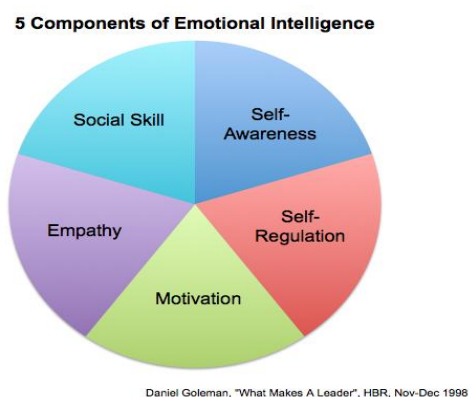 5 Components of Emotional Intelligence
Social Skill
Self-
Awareness
Empathy
Self-
Regulation
Motivation
Daniel Goleman, "What Makes A Leader", HBR, Nov-Dec 1998